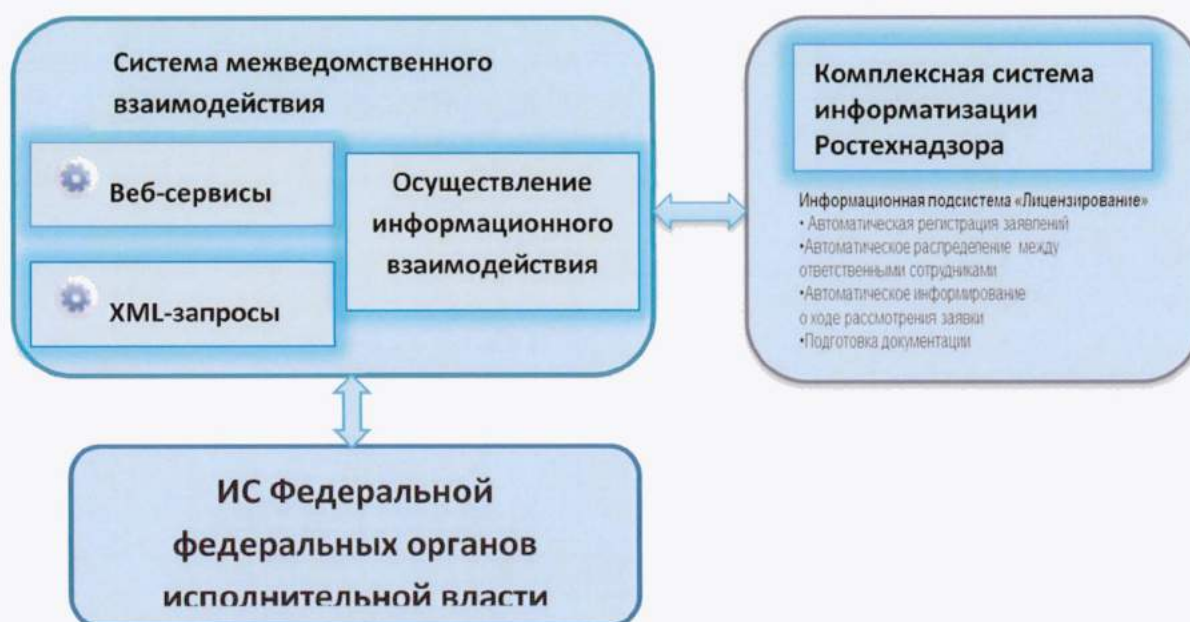 Система межведомственного
взаимодействия
Веб-сервисы
XML-запросы
Осуществление
информационного
взаимодействия
Комплексная система
информатизации
Ростехнадзора
Информационная подсистема «Лицензирование»
• Автоматическая регистрация заявлений
•Автоматическое распределение между
ответственными сотрудниками
•Автоматическое информирование
о ходе рассмотрения заявки
•Подготовка документации
ИС Федеральной
федеральных органов
исполнительной власти